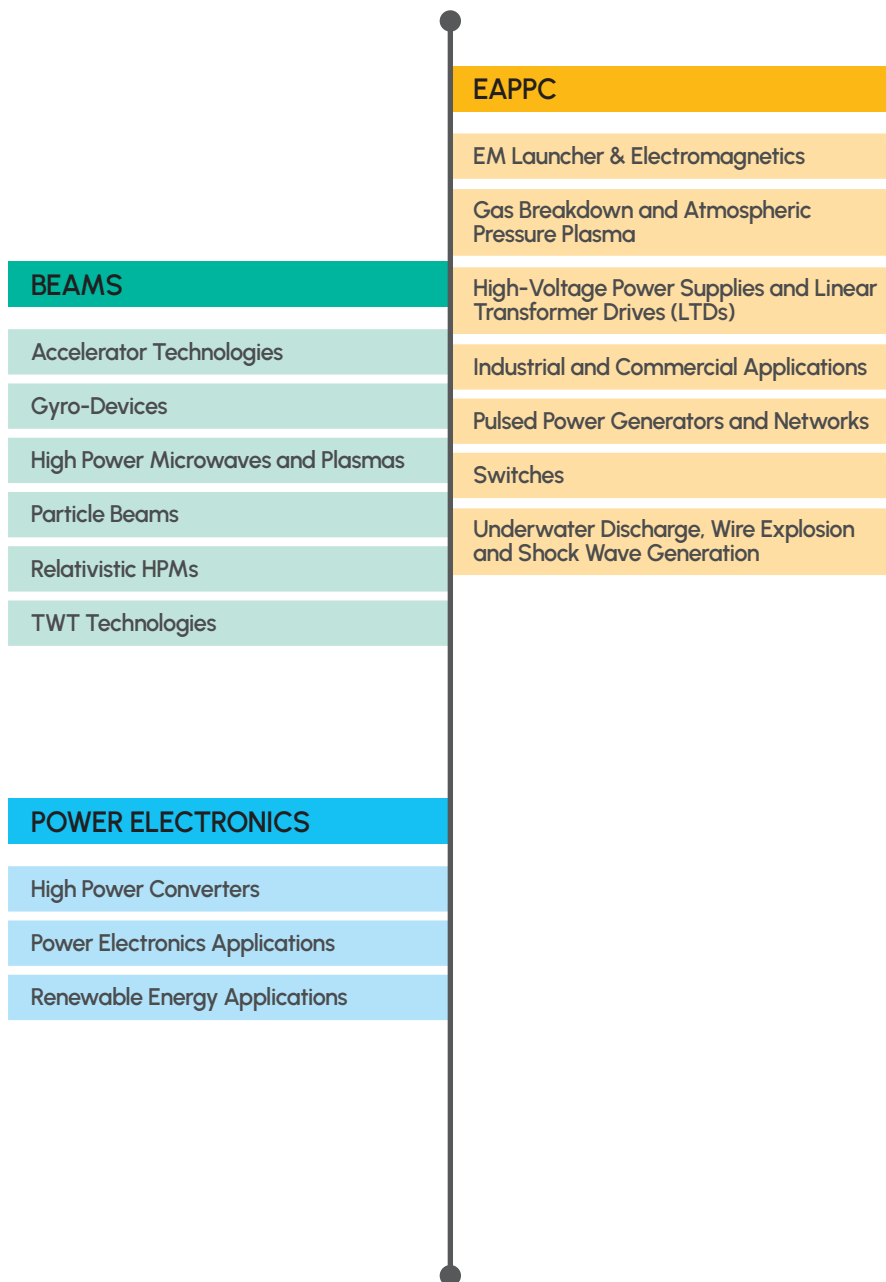 EAPPC
EM Launcher & Electromagnetics
Gas Breakdown and Atmospheric
Pressure Plasma
High-Voltage Power Supplies and Linear
Transformer Drives (LTDs)
Industrial and Commercial Applications
Pulsed Power Generators and Networks
Switches
Underwater Discharge, Wire Explosion
and Shock Wave Generation
BEAMS
Accelerator Technologies
Gyro-Devices
High Power Microwaves and Plasmas
Particle Beams
Relativistic HPMs
TWT Technologies
POWER ELECTRONICS
High Power Converters
Power Electronics Applications
Renewable Energy Applications